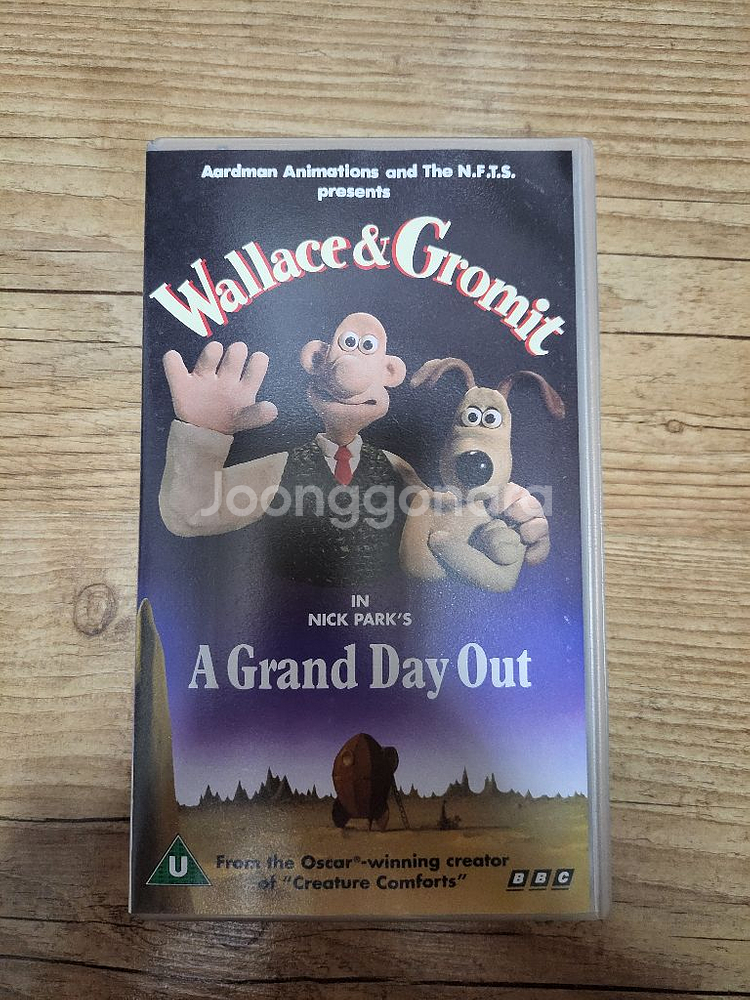 Aardman Animations and The N.F.T.S.
presents
Wallace & Gromit
Joonggonara
IN
NICK PARK'S
A Grand Day Out
U
From the Oscar®-winning creator
of "Creature Comforts"
BBC